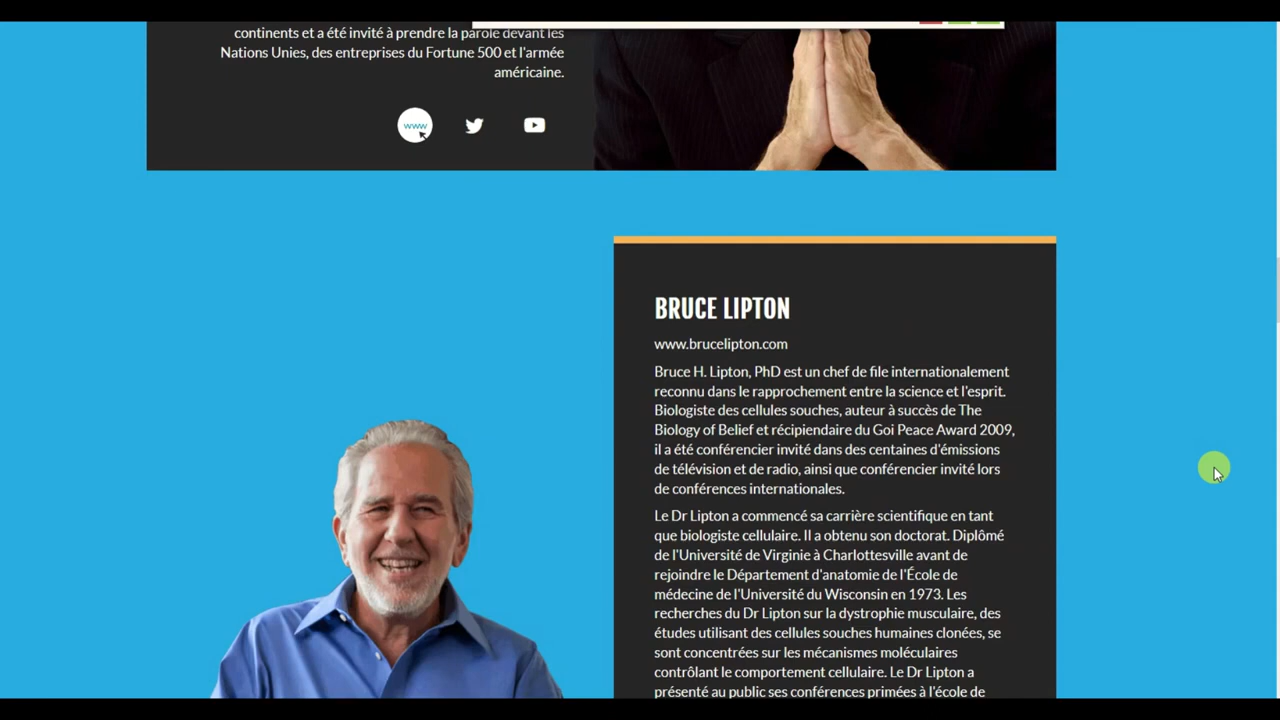 continents et a été invité à prendre la parole devant les
Nations Unies, des entreprises du Fortune 500 et l'armée
américaine.
www
BRUCE LIPTON
www.brucelipton.com
Bruce H. Lipton, PhD est un chef de file internationalement
reconnu dans le rapprochement entre la science et l'esprit.
Biologiste des cellules souches, auteur à succès de The
Biology of Belief et récipiendaire du Goi Peace Award 2009,
il a été conférencier invité dans des centaines d'émissions
de télévision et de radio, ainsi que conférencier invité lors
de conférences internationales.
Le Dr Lipton a commencé sa carrière scientifique en tant
que biologiste cellulaire. Il a obtenu son doctorat. Diplômé
de l'Université de Virginie à Charlottesville avant de
rejoindre le Département d'anatomie de l'École de
médecine de l'Université du Wisconsin en 1973. Les
recherches du Dr Lipton sur la dystrophie musculaire, des
études utilisant des cellules souches humaines clonées, se
sont concentrées sur les mécanismes moléculaires
contrôlant le comportement cellulaire. Le Dr Lipton a
présenté au public ses conférences primées à l'école de